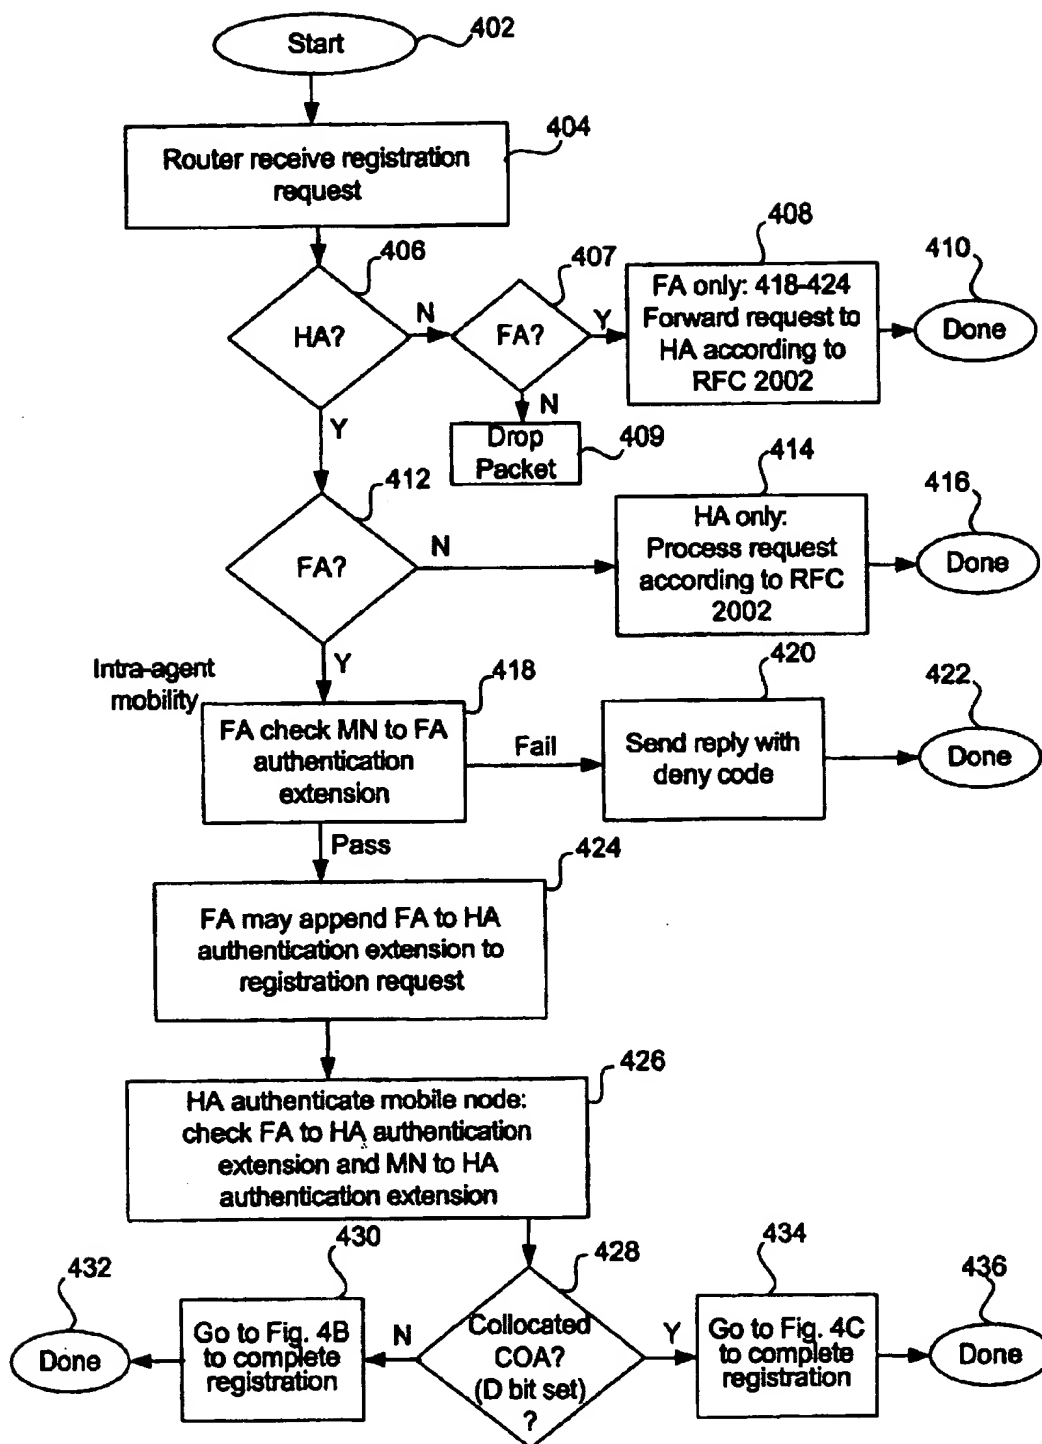 Start
402
Router receive registration
request
404
406
HA?
N
407
FA?
Y
408
FA only: 418-424
Forward request to
HA according to
RFC 2002
410
Done
N
Drop
Packet
409
Y
412
FA?
N
414
HA only:
Process request
according to RFC
2002
416
Done
Y
Intra-agent
mobility
418
FA check MN to FA
authentication
extension
Fail
420
Send reply with
deny code
422
Done
Pass
424
FA may append FA to HA
authentication extension to
registration request
426
HA authenticate mobile node:
check FA to HA authentication
extension and MN to HA
authentication extension
428
Collocated
COA?
(D bit set)
?
N
430
Go to Fig. 4B
to complete
registration
432
Done
Y
434
Go to Fig. 4C
to complete
registration
436
Done